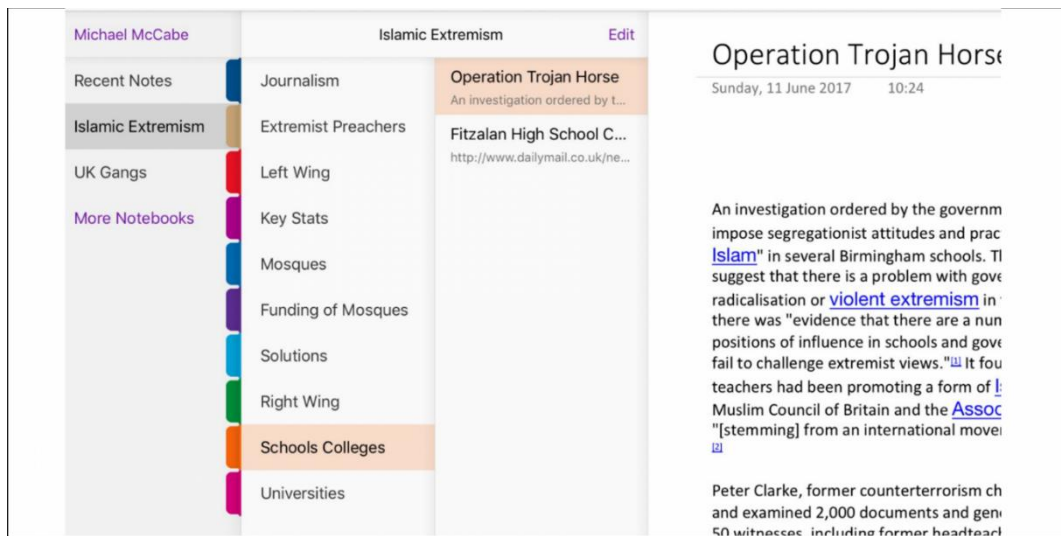 Michael McCabe
Recent Notes
Islamic Extremism
UK Gangs
More Notebooks
Islamic Extremism
Edit
Journalism
Extremist Preachers
Left Wing
Key Stats
Mosques
Funding of Mosques
Solutions
Right Wing
Schools Colleges
Universities
Operation Trojan Horse
An investigation ordered by t...
Fitzalan High School C...
http://www.dailymail.co.uk/ne...
Operation Trojan Horse
Sunday, 11 June 2017 10:24
An investigation ordered by the governm
impose segregationist attitudes and prac
Islam" in several Birmingham schools. Tl
suggest that there is a problem with gove
radicalisation or violent extremism in
there was "evidence that there are a num
positions of influence in schools and gove
fail to challenge extremist views."[1] It fou
teachers had been promoting a form of I
Muslim Council of Britain and the Assoc
"[stemming] from an international move
[2]
Peter Clarke, former counterterrorism ch
and examined 2,000 documents and gen
50 witnesses, including former headteach